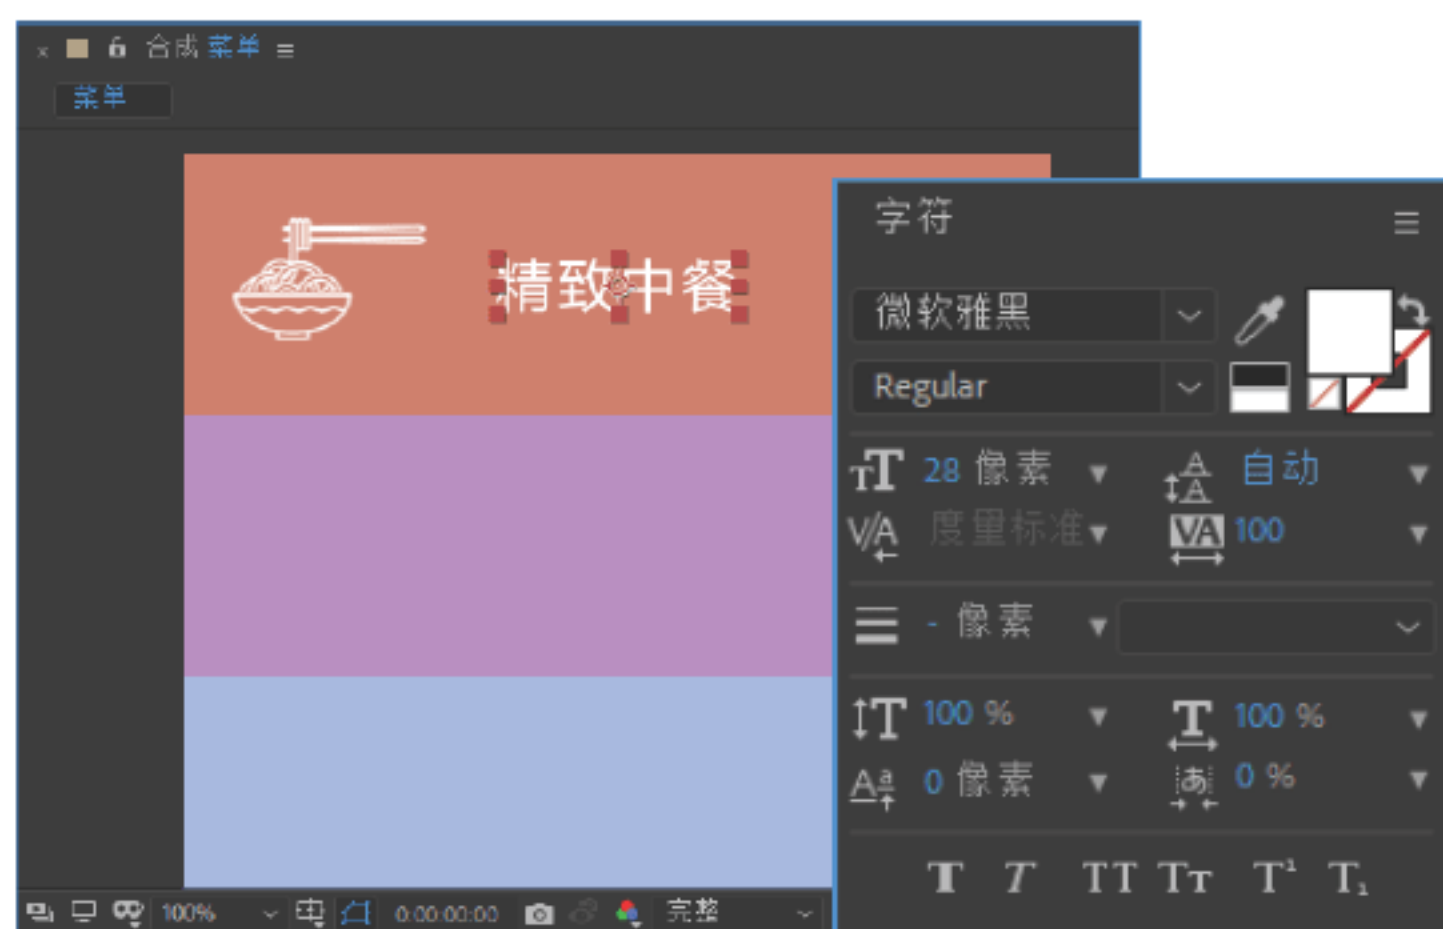 合成 菜单
菜单
精致中餐
100%
0:00:00:00
完整
字符
微软雅黑
Regular
28 像素
自动
度量标准
100
- 像素
100 %
100 %
0 像素
0 %